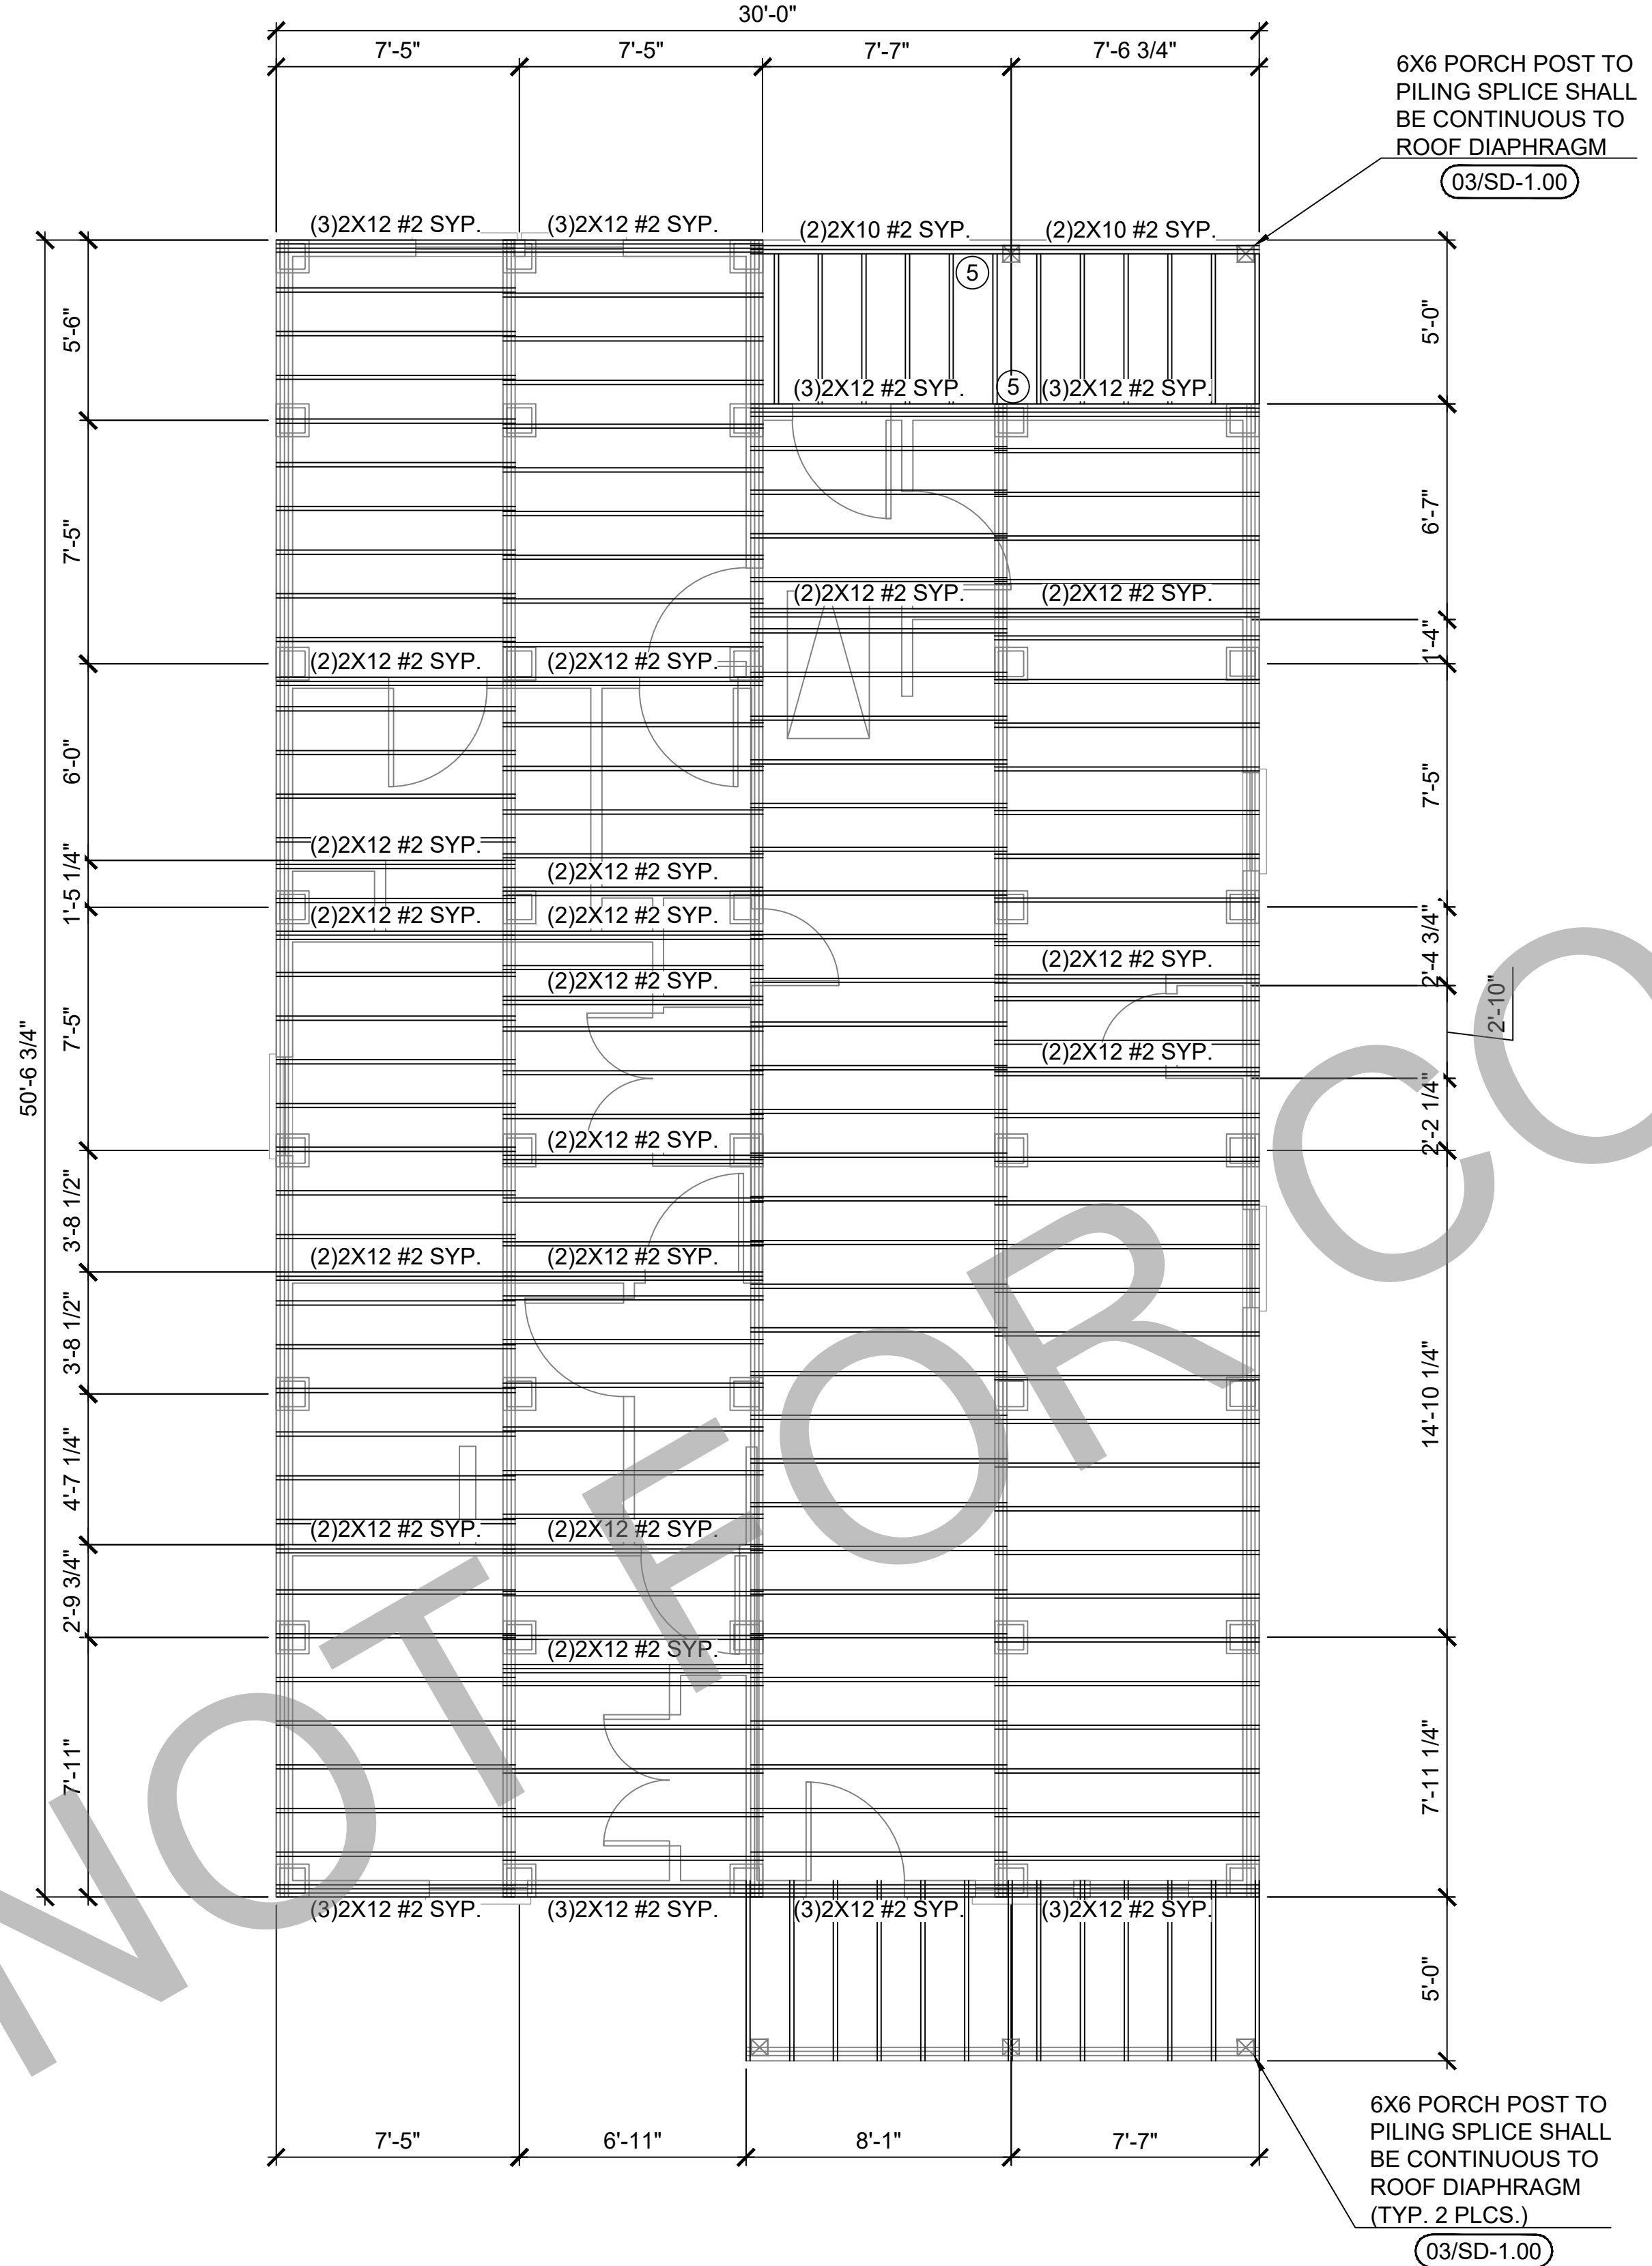 30'-0"
7'-5"
7'-5"
7'-7"
7'-6 3/4"
6X6 PORCH POST TO
PILING SPLICE SHALL
BE CONTINUOUS TO
ROOF DIAPHRAGM
03/SD-1.00
(3)2X12 #2 SYP.
(3)2X12 #2 SYP.
(2)2X10 #2 SYP.
(2)2X10 #2 SYP.
5
5'-6"
5'-0"
(3)2X12 #2 SYP.
5
(3)2X12 #2 SYP.
7'-5"
6'-7"
(2)2X12 #2 SYP.
(2)2X12 #2 SYP.
1'-4"
(2)2X12 #2 SYP.
(2)2X12 #2 SYP.
6'-0"
7'-5"
(2)2X12 #2 SYP.
(2)2X12 #2 SYP.
1'-5 1/4"
(2)2X12 #2 SYP.
(2)2X12 #2 SYP.
2'-4 3/4"
(2)2X12 #2 SYP.
(2)2X12 #2 SYP.
2'-10"
7'-5"
50'-6 3/4"
(2)2X12 #2 SYP.
2'-2 1/4"
(2)2X12 #2 SYP.
3'-8 1/2"
(2)2X12 #2 SYP.
(2)2X12 #2 SYP.
3'-8 1/2"
14'-10 1/4"
4'-7 1/4"
(2)2X12 #2 SYP.
(2)2X12 #2 SYP.
2'-9 3/4"
(2)2X12 #2 SYP.
7'-11"
7'-11 1/4"
(3)2X12 #2 SYP.
(3)2X12 #2 SYP.
(3)2X12 #2 SYP.
(3)2X12 #2 SYP.
5'-0"
7'-5"
6'-11"
8'-1"
7'-7"
6X6 PORCH POST TO
PILING SPLICE SHALL
BE CONTINUOUS TO
ROOF DIAPHRAGM
(TYP. 2 PLCS.)
03/SD-1.00
NOT FOR CO